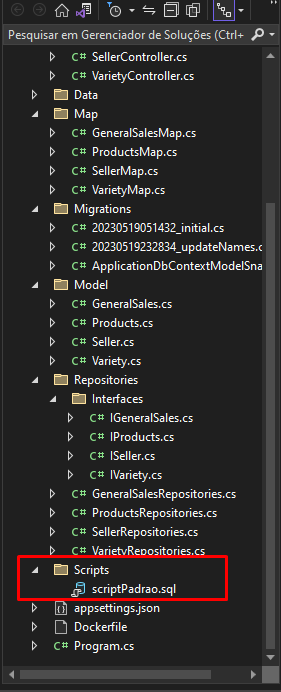 Pesquisar em Gerenciador de Soluções (Ctrl+
C# SellerController.cs
C# VarietyController.cs
Data
Map
C# GeneralSalesMap.cs
C# ProductsMap.cs
C# SellerMap.cs
C# VarietyMap.cs
Migrations
C# 20230519051432_initial.cs
C# 20230519232834_updateNames.c
C# ApplicationDbContextModelSna
Model
C# GeneralSales.cs
C# Products.cs
C# Seller.cs
C# Variety.cs
Repositories
Interfaces
C# IGeneralSales.cs
C# IProducts.cs
C# ISeller.cs
C# IVariety.cs
C# GeneralSalesRepositories.cs
C# ProductsRepositories.cs
C# SellerRepositories.cs
C# VarietyRepositories.cs
Scripts
scriptPadrao.sql
appsettings.json
Dockerfile
C# Program.cs